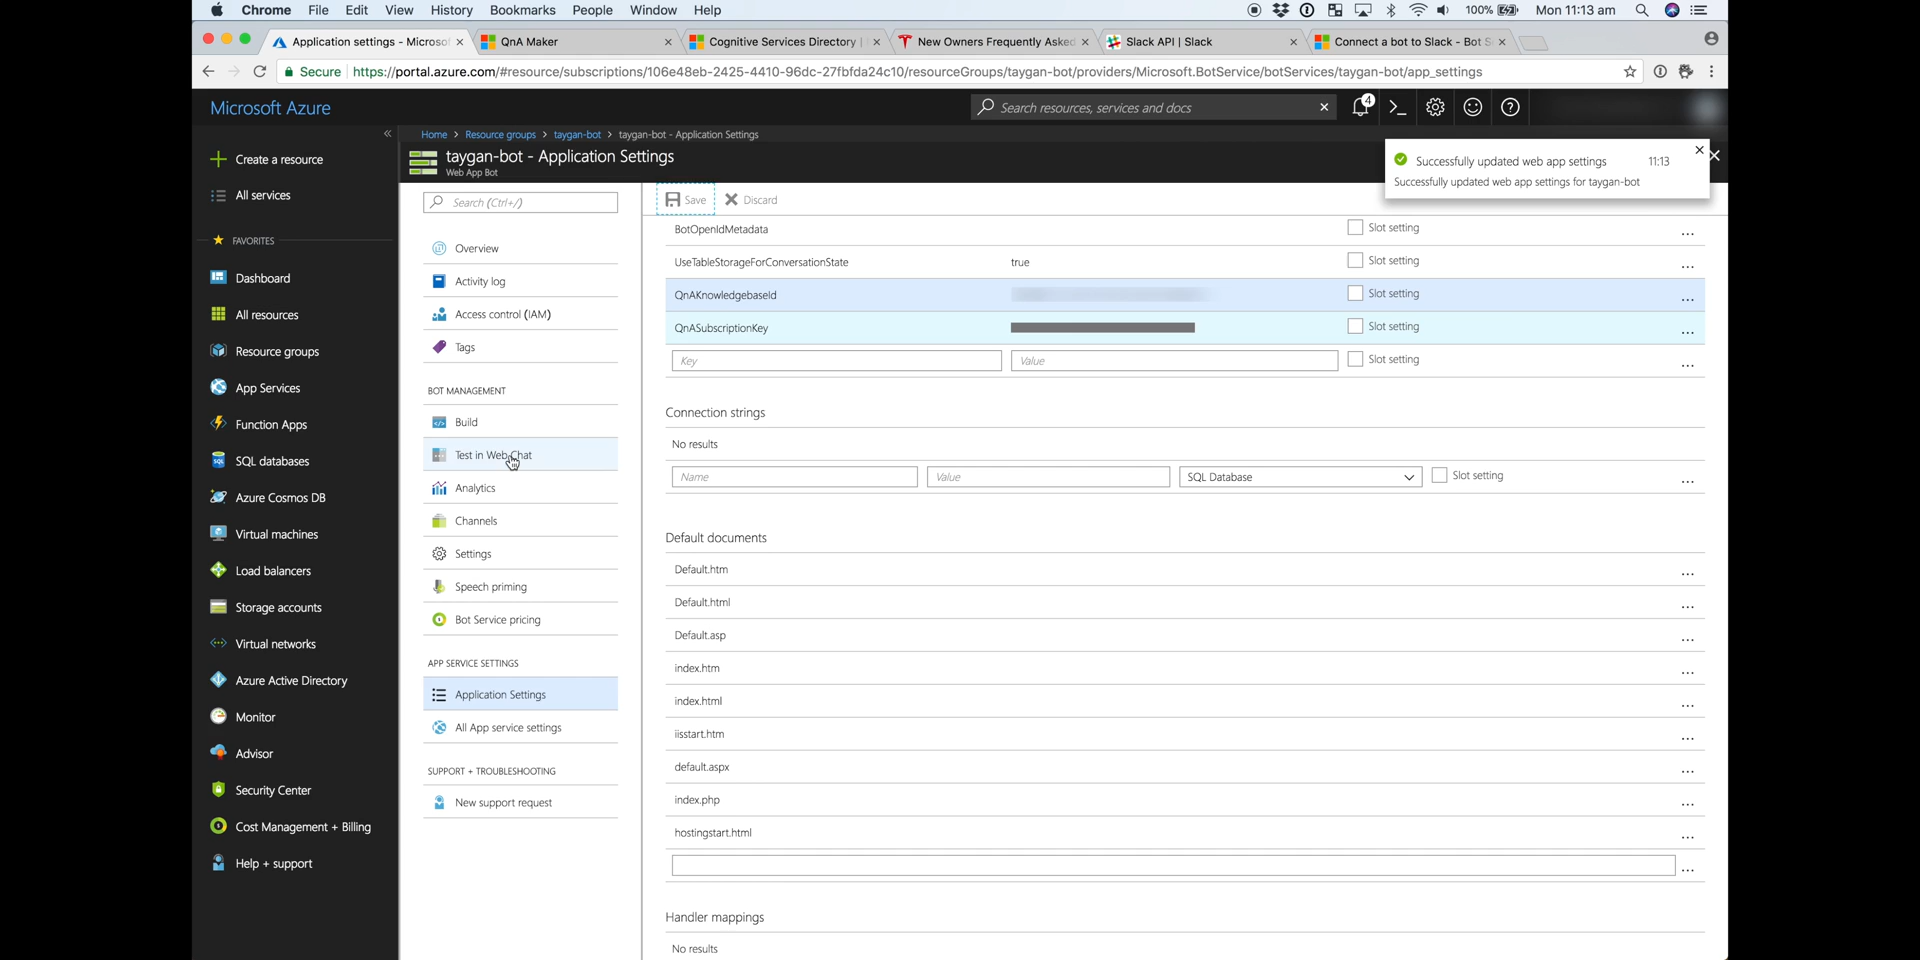 Chrome File Edit View History Bookmarks People Window Help 100% Mon 11:13 am
Application settings - Microsof QnA Maker Cognitive Services Directory | New Owners Frequently Asked Slack API | Slack Connect a bot to Slack - Bot S
Secure https://portal.azure.com/#resource/subscriptions/106e48eb-2425-4410-96dc-27fbfda24c10/resourceGroups/taygan-bot/providers/Microsoft.BotService/botServices/taygan-bot/app_settings
Microsoft Azure
Search resources, services and docs
4
Home > Resource groups > taygan-bot > taygan-bot - Application Settings
taygan-bot - Application Settings
Web App Bot
Successfully updated web app settings 11:13
Successfully updated web app settings for taygan-bot
Create a resource
All services
FAVORITES
Dashboard
All resources
Resource groups
App Services
Function Apps
SQL databases
Azure Cosmos DB
Virtual machines
Load balancers
Storage accounts
Virtual networks
Azure Active Directory
Monitor
Advisor
Security Center
Cost Management + Billing
Help + support
Search (Ctrl+/)
Overview
Activity log
Access control (IAM)
Tags
BOT MANAGEMENT
Build
Test in Web Chat
Analytics
Channels
Settings
Speech priming
Bot Service pricing
APP SERVICE SETTINGS
Application Settings
All App service settings
SUPPORT + TROUBLESHOOTING
New support request
Save Discard
BotOpenIdMetadata Slot setting ...
UseTableStorageForConversationState true Slot setting ...
QnAKnowledgebaseId Slot setting ...
QnASubscriptionKey Slot setting ...
Key Value Slot setting ...
Connection strings
No results
Name Value SQL Database Slot setting ...
Default documents
Default.htm ...
Default.html ...
Default.asp ...
index.htm ...
index.html ...
iisstart.htm ...
default.aspx ...
index.php ...
hostingstart.html ...
...
Handler mappings
No results